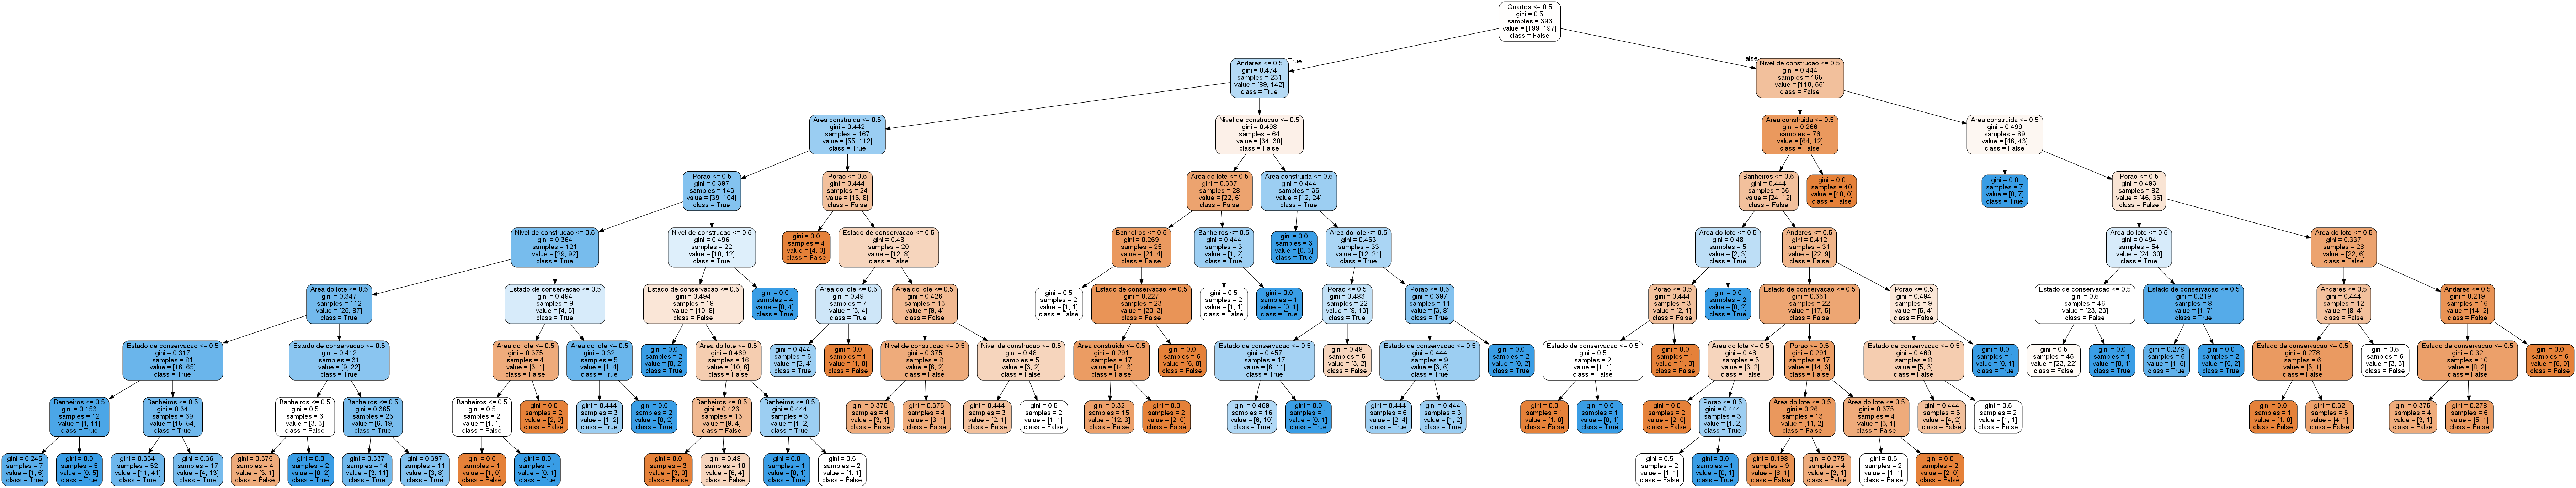 Quartos <= 0.5
gini = 0.5
samples = 396
value = [199, 197]
class = False
True
False
Andares <= 0.5
gini = 0.474
samples = 231
value = [89, 142]
class = True
Nivel de construcao <= 0.5
gini = 0.444
samples = 165
value = [110, 55]
class = False
Area construida <= 0.5
gini = 0.442
samples = 167
value = [55, 112]
class = True
Nivel de construcao <= 0.5
gini = 0.498
samples = 64
value = [34, 30]
class = False
Area construida <= 0.5
gini = 0.266
samples = 76
value = [64, 12]
class = False
Area construida <= 0.5
gini = 0.499
samples = 89
value = [46, 43]
class = False
Porao <= 0.5
gini = 0.397
samples = 143
value = [39, 104]
class = True
Porao <= 0.5
gini = 0.444
samples = 24
value = [16, 8]
class = False
Area do lote <= 0.5
gini = 0.337
samples = 28
value = [22, 6]
class = False
Area construida <= 0.5
gini = 0.444
samples = 36
value = [12, 24]
class = True
Banheiros <= 0.5
gini = 0.444
samples = 36
value = [24, 12]
class = False
gini = 0.0
samples = 40
value = [40, 0]
class = False
gini = 0.0
samples = 7
value = [0, 7]
class = True
Porao <= 0.5
gini = 0.493
samples = 82
value = [46, 36]
class = False
Nivel de construcao <= 0.5
gini = 0.364
samples = 121
value = [29, 92]
class = True
Nivel de construcao <= 0.5
gini = 0.496
samples = 22
value = [10, 12]
class = True
gini = 0.0
samples = 4
value = [4, 0]
class = False
Estado de conservacao <= 0.5
gini = 0.48
samples = 20
value = [12, 8]
class = False
Banheiros <= 0.5
gini = 0.269
samples = 25
value = [21, 4]
class = False
Banheiros <= 0.5
gini = 0.444
samples = 3
value = [1, 2]
class = True
gini = 0.0
samples = 3
value = [0, 3]
class = True
Area do lote <= 0.5
gini = 0.463
samples = 33
value = [12, 21]
class = True
Area do lote <= 0.5
gini = 0.48
samples = 5
value = [2, 3]
class = True
Andares <= 0.5
gini = 0.412
samples = 31
value = [22, 9]
class = False
Area do lote <= 0.5
gini = 0.494
samples = 54
value = [24, 30]
class = True
Area do lote <= 0.5
gini = 0.337
samples = 28
value = [22, 6]
class = False
Area do lote <= 0.5
gini = 0.347
samples = 112
value = [25, 87]
class = True
Estado de conservacao <= 0.5
gini = 0.494
samples = 9
value = [4, 5]
class = True
Estado de conservacao <= 0.5
gini = 0.494
samples = 18
value = [10, 8]
class = False
gini = 0.0
samples = 4
value = [0, 4]
class = True
Area do lote <= 0.5
gini = 0.49
samples = 7
value = [3, 4]
class = True
Area do lote <= 0.5
gini = 0.426
samples = 13
value = [9, 4]
class = False
gini = 0.5
samples = 2
value = [1, 1]
class = False
Estado de conservacao <= 0.5
gini = 0.227
samples = 23
value = [20, 3]
class = False
gini = 0.5
samples = 2
value = [1, 1]
class = False
gini = 0.0
samples = 1
value = [0, 1]
class = True
Porao <= 0.5
gini = 0.483
samples = 22
value = [9, 13]
class = True
Porao <= 0.5
gini = 0.397
samples = 11
value = [3, 8]
class = True
Porao <= 0.5
gini = 0.444
samples = 3
value = [2, 1]
class = False
gini = 0.0
samples = 2
value = [0, 2]
class = True
Estado de conservacao <= 0.5
gini = 0.351
samples = 22
value = [17, 5]
class = False
Porao <= 0.5
gini = 0.494
samples = 9
value = [5, 4]
class = False
Estado de conservacao <= 0.5
gini = 0.5
samples = 46
value = [23, 23]
class = False
Estado de conservacao <= 0.5
gini = 0.219
samples = 8
value = [1, 7]
class = True
Andares <= 0.5
gini = 0.444
samples = 12
value = [8, 4]
class = False
Andares <= 0.5
gini = 0.219
samples = 16
value = [14, 2]
class = False
Estado de conservacao <= 0.5
gini = 0.317
samples = 81
value = [16, 65]
class = True
Estado de conservacao <= 0.5
gini = 0.412
samples = 31
value = [9, 22]
class = True
Area do lote <= 0.5
gini = 0.375
samples = 4
value = [3, 1]
class = False
Area do lote <= 0.5
gini = 0.32
samples = 5
value = [1, 4]
class = True
gini = 0.0
samples = 2
value = [0, 2]
class = True
Area do lote <= 0.5
gini = 0.469
samples = 16
value = [10, 6]
class = False
gini = 0.444
samples = 6
value = [2, 4]
class = True
gini = 0.0
samples = 1
value = [1, 0]
class = False
Nivel de construcao <= 0.5
gini = 0.375
samples = 8
value = [6, 2]
class = False
Nivel de construcao <= 0.5
gini = 0.48
samples = 5
value = [3, 2]
class = False
Area construida <= 0.5
gini = 0.291
samples = 17
value = [14, 3]
class = False
gini = 0.0
samples = 6
value = [6, 0]
class = False
Estado de conservacao <= 0.5
gini = 0.457
samples = 17
value = [6, 11]
class = True
gini = 0.48
samples = 5
value = [3, 2]
class = False
Estado de conservacao <= 0.5
gini = 0.444
samples = 9
value = [3, 6]
class = True
gini = 0.0
samples = 2
value = [0, 2]
class = True
Estado de conservacao <= 0.5
gini = 0.5
samples = 2
value = [1, 1]
class = False
gini = 0.0
samples = 1
value = [1, 0]
class = False
Area do lote <= 0.5
gini = 0.48
samples = 5
value = [3, 2]
class = False
Porao <= 0.5
gini = 0.291
samples = 17
value = [14, 3]
class = False
Estado de conservacao <= 0.5
gini = 0.469
samples = 8
value = [5, 3]
class = False
gini = 0.0
samples = 1
value = [0, 1]
class = True
gini = 0.5
samples = 45
value = [23, 22]
class = False
gini = 0.0
samples = 1
value = [0, 1]
class = True
gini = 0.278
samples = 6
value = [1, 5]
class = True
gini = 0.0
samples = 2
value = [0, 2]
class = True
Estado de conservacao <= 0.5
gini = 0.278
samples = 6
value = [5, 1]
class = False
gini = 0.5
samples = 6
value = [3, 3]
class = False
Estado de conservacao <= 0.5
gini = 0.32
samples = 10
value = [8, 2]
class = False
gini = 0.0
samples = 6
value = [6, 0]
class = False
Banheiros <= 0.5
gini = 0.153
samples = 12
value = [1, 11]
class = True
Banheiros <= 0.5
gini = 0.34
samples = 69
value = [15, 54]
class = True
Banheiros <= 0.5
gini = 0.5
samples = 6
value = [3, 3]
class = False
Banheiros <= 0.5
gini = 0.365
samples = 25
value = [6, 19]
class = True
Banheiros <= 0.5
gini = 0.5
samples = 2
value = [1, 1]
class = False
gini = 0.0
samples = 2
value = [2, 0]
class = False
gini = 0.444
samples = 3
value = [1, 2]
class = True
gini = 0.0
samples = 2
value = [0, 2]
class = True
Banheiros <= 0.5
gini = 0.426
samples = 13
value = [9, 4]
class = False
Banheiros <= 0.5
gini = 0.444
samples = 3
value = [1, 2]
class = True
gini = 0.375
samples = 4
value = [3, 1]
class = False
gini = 0.375
samples = 4
value = [3, 1]
class = False
gini = 0.444
samples = 3
value = [2, 1]
class = False
gini = 0.5
samples = 2
value = [1, 1]
class = False
gini = 0.32
samples = 15
value = [12, 3]
class = False
gini = 0.0
samples = 2
value = [2, 0]
class = False
gini = 0.469
samples = 16
value = [6, 10]
class = True
gini = 0.0
samples = 1
value = [0, 1]
class = True
gini = 0.444
samples = 6
value = [2, 4]
class = True
gini = 0.444
samples = 3
value = [1, 2]
class = True
gini = 0.0
samples = 1
value = [1, 0]
class = False
gini = 0.0
samples = 1
value = [0, 1]
class = True
gini = 0.0
samples = 2
value = [2, 0]
class = False
Porao <= 0.5
gini = 0.444
samples = 3
value = [1, 2]
class = True
Area do lote <= 0.5
gini = 0.26
samples = 13
value = [11, 2]
class = False
Area do lote <= 0.5
gini = 0.375
samples = 4
value = [3, 1]
class = False
gini = 0.444
samples = 6
value = [4, 2]
class = False
gini = 0.5
samples = 2
value = [1, 1]
class = False
gini = 0.0
samples = 1
value = [1, 0]
class = False
gini = 0.32
samples = 5
value = [4, 1]
class = False
gini = 0.375
samples = 4
value = [3, 1]
class = False
gini = 0.278
samples = 6
value = [5, 1]
class = False
gini = 0.245
samples = 7
value = [1, 6]
class = True
gini = 0.0
samples = 5
value = [0, 5]
class = True
gini = 0.334
samples = 52
value = [11, 41]
class = True
gini = 0.36
samples = 17
value = [4, 13]
class = True
gini = 0.375
samples = 4
value = [3, 1]
class = False
gini = 0.0
samples = 2
value = [0, 2]
class = True
gini = 0.337
samples = 14
value = [3, 11]
class = True
gini = 0.397
samples = 11
value = [3, 8]
class = True
gini = 0.0
samples = 1
value = [1, 0]
class = False
gini = 0.0
samples = 1
value = [0, 1]
class = True
gini = 0.0
samples = 3
value = [3, 0]
class = False
gini = 0.48
samples = 10
value = [6, 4]
class = False
gini = 0.0
samples = 1
value = [0, 1]
class = True
gini = 0.5
samples = 2
value = [1, 1]
class = False
gini = 0.5
samples = 2
value = [1, 1]
class = False
gini = 0.0
samples = 1
value = [0, 1]
class = True
gini = 0.198
samples = 9
value = [8, 1]
class = False
gini = 0.375
samples = 4
value = [3, 1]
class = False
gini = 0.5
samples = 2
value = [1, 1]
class = False
gini = 0.0
samples = 2
value = [2, 0]
class = False